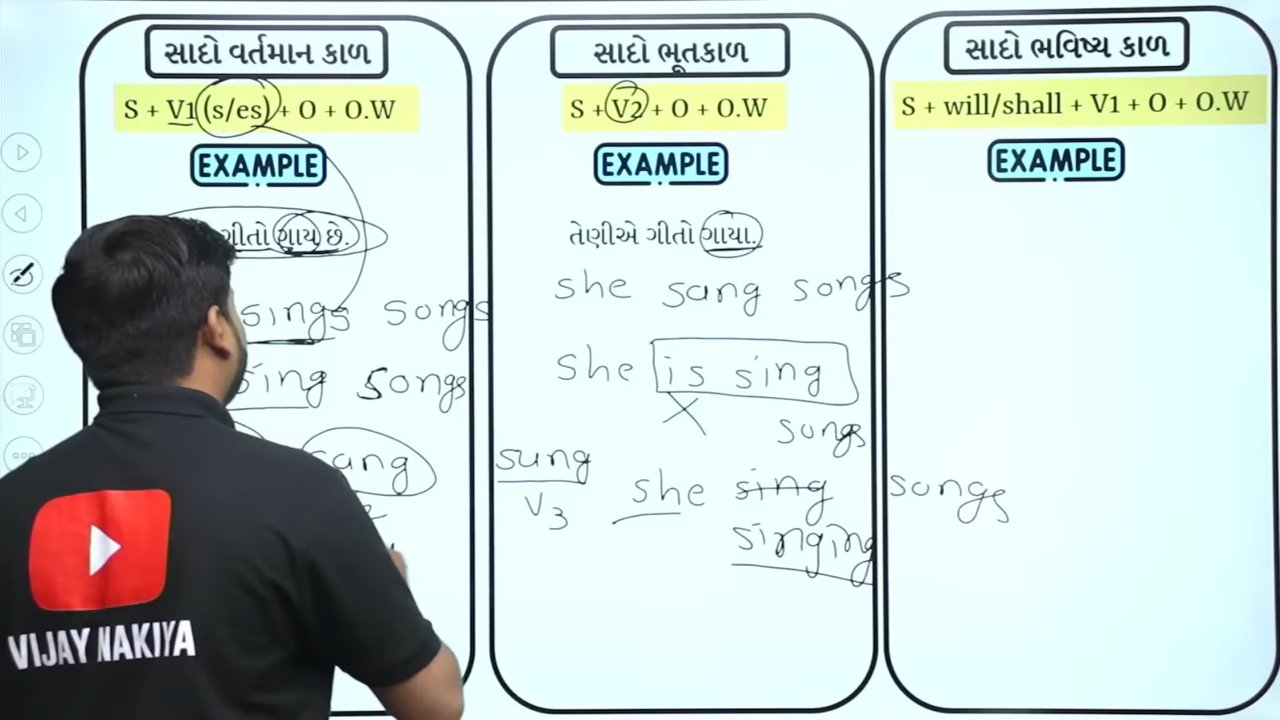 સાદો વર્તમાન કાળ
S + V1 (s/es) + O + O.W
EXAMPLE
ગીતો ગાય છે.
sings songs
sing songs
sang
સાદો ભૂતકાળ
S + V2 + O + O.W
EXAMPLE
તેણીએ ગીતો ગાયા.
she sang songs
she is sing
songs
sung
V3
she sing songs
singing
સાદો ભવિષ્ય કાળ
S + will/shall + V1 + O + O.W
EXAMPLE
VIJAY NAKIYA